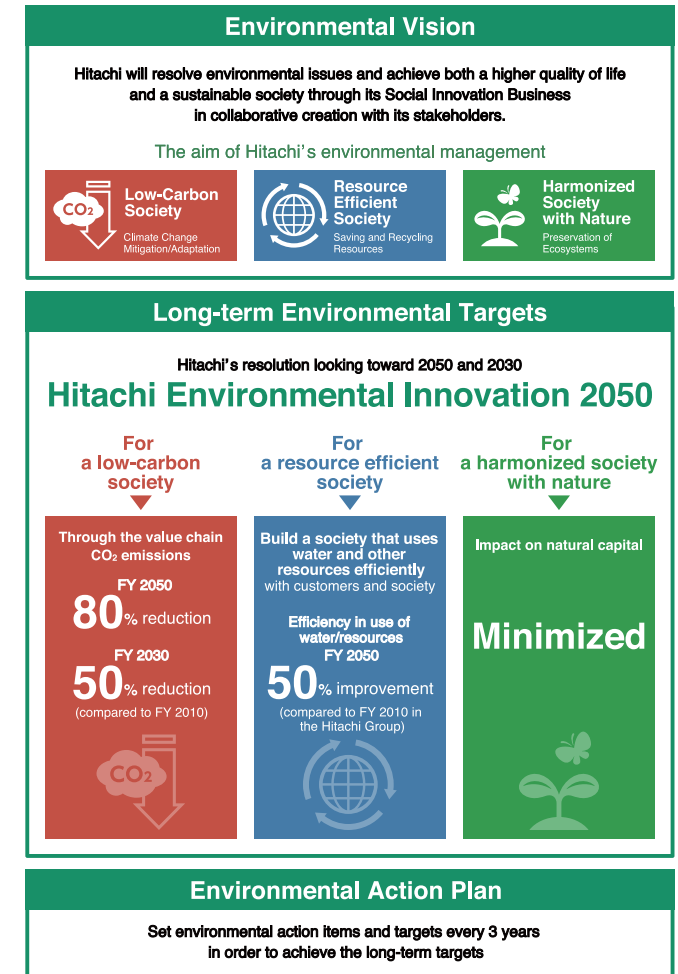 Environmental Vision
Hitachi will resolve environmental issues and achieve both a higher quality of life
and a sustainable society through its Social Innovation Business
in collaborative creation with its stakeholders.
The aim of Hitachi's environmental management
CO₂
Low-Carbon
Society
Climate Change
Mitigation/Adaptation
Resource
Efficient
Society
Saving and Recycling
Resources
Harmonized
Society
with Nature
Preservation of
Ecosystems
Long-term Environmental Targets
Hitachi's resolution looking toward 2050 and 2030
Hitachi Environmental Innovation 2050
For
a low-carbon
society
Through the value chain
CO₂ emissions
FY 2050
80% reduction
FY 2030
50% reduction
(compared to FY 2010)
CO₂
For
a resource efficient
society
Build a society that uses
water and other
resources efficiently
with customers and society
Efficiency in use of
water/resources
FY 2050
50% improvement
(compared to FY 2010 in
the Hitachi Group)
For
a harmonized society
with nature
Impact on natural capital
Minimized
Environmental Action Plan
Set environmental action items and targets every 3 years
in order to achieve the long-term targets